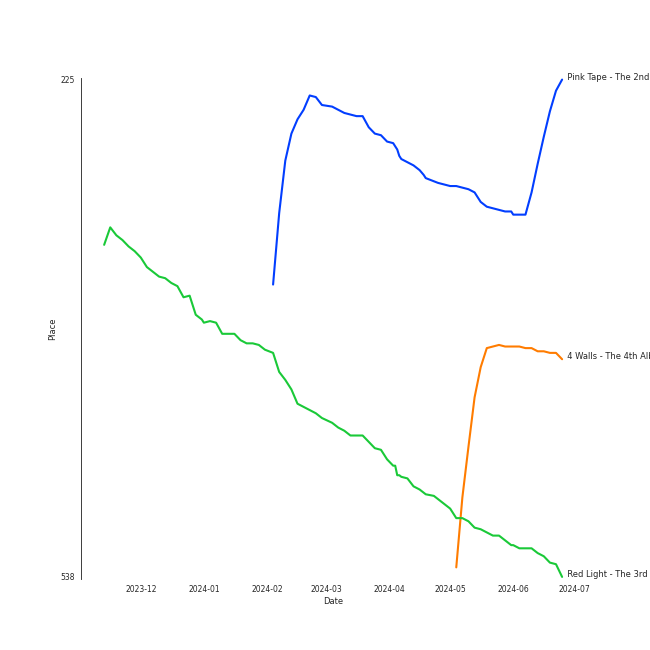 225
Pink Tape - The 2nd
Place
4 Walls - The 4th
538
Red Light - The 3rd
2023-12 2024-01 2024-02 2024-03 2024-04 2024-05 2024-06 2024-07
Date